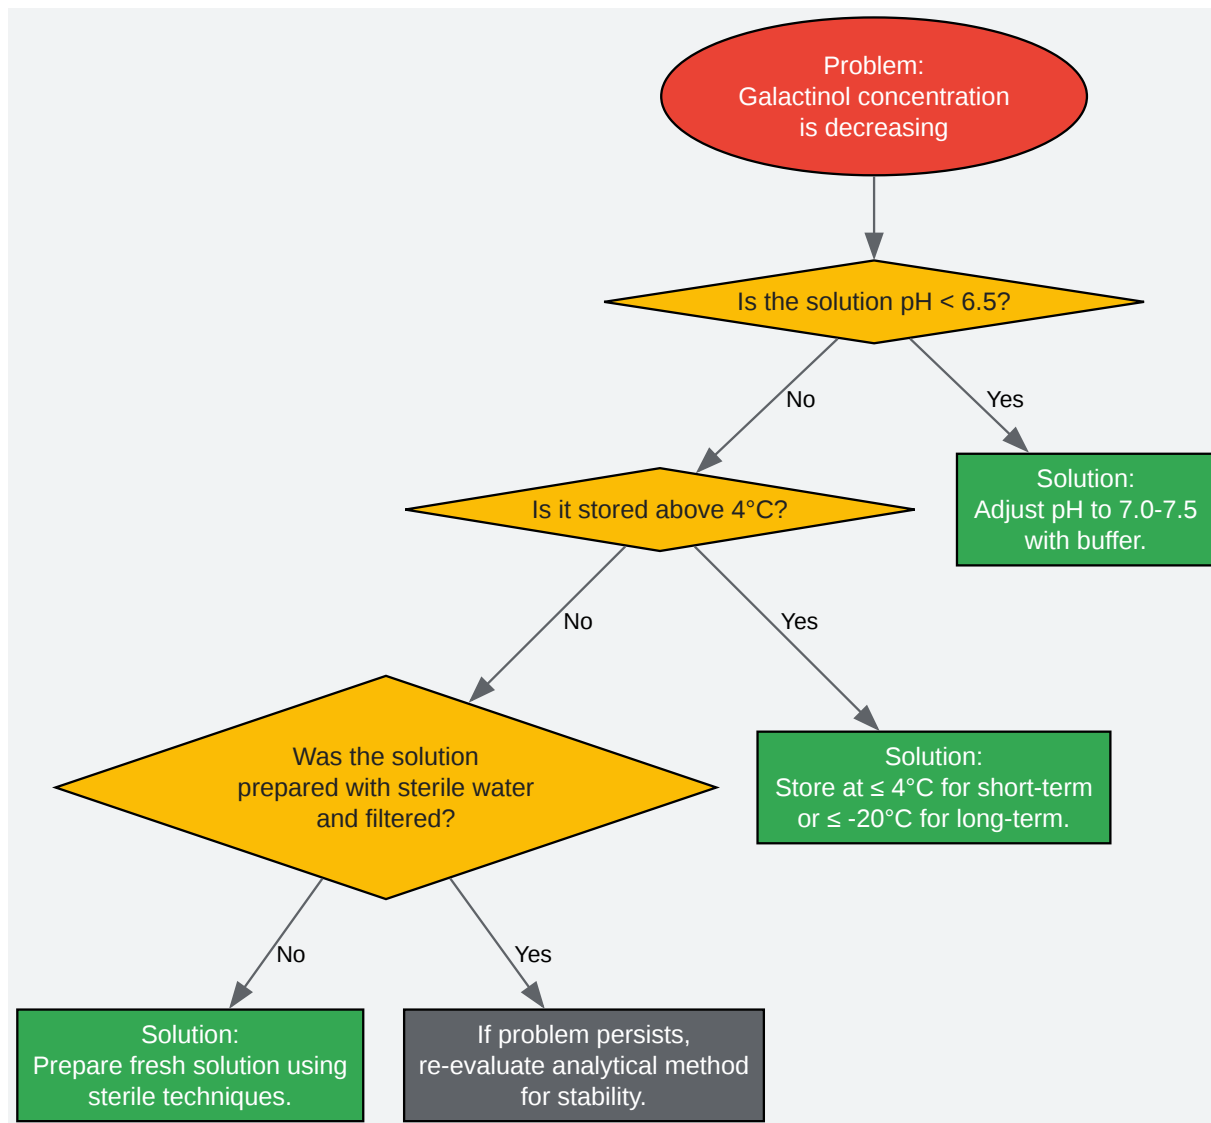 Problem:
Galactinol concentration
is decreasing
Is the solution pH < 6.5?
No
Yes
Solution:
Adjust pH to 7.0-7.5
with buffer.
Is it stored above 4°C?
No
Yes
Solution:
Store at ≤ 4°C for short-term
or ≤ -20°C for long-term.
Was the solution
prepared with sterile water
and filtered?
No
Yes
Solution:
Prepare fresh solution using
sterile techniques.
If problem persists,
re-evaluate analytical method
for stability.